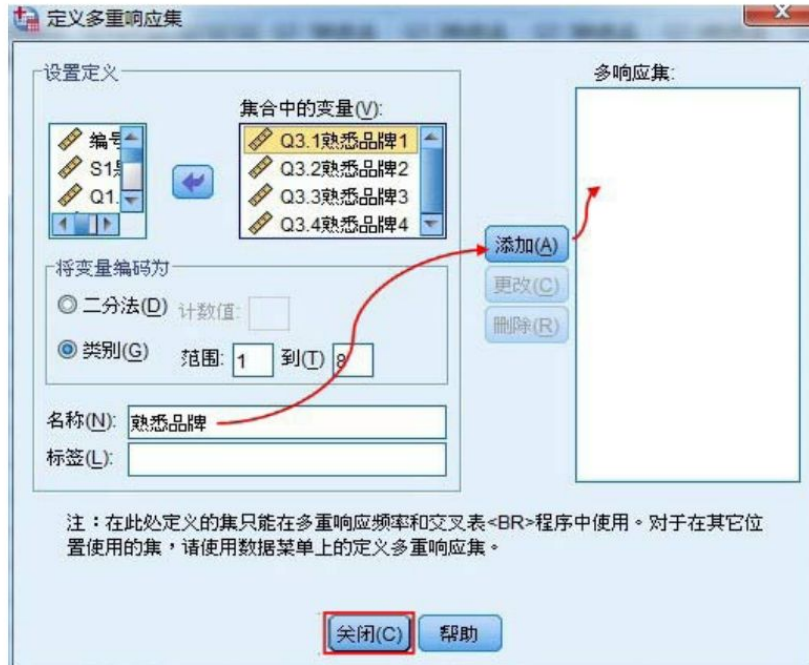 定义多重响应集
设置定义
集合中的变量(V):
编号
S1
Q1.
Q3.1熟悉品牌1
Q3.2熟悉品牌2
Q3.3熟悉品牌3
Q3.4熟悉品牌4
将变量编码为
二分法(D) 计数值:
类别(G) 范围: 1 到(T) 8
名称(N): 熟悉品牌
标签(L):
多响应集:
添加(A)
更改(C)
删除(R)
注：在此处定义的集只能在多重响应频率和交叉表<BR>程序中使用。对于在其它位
置使用的集，请使用数据菜单上的定义多重响应集。
关闭(C) 帮助